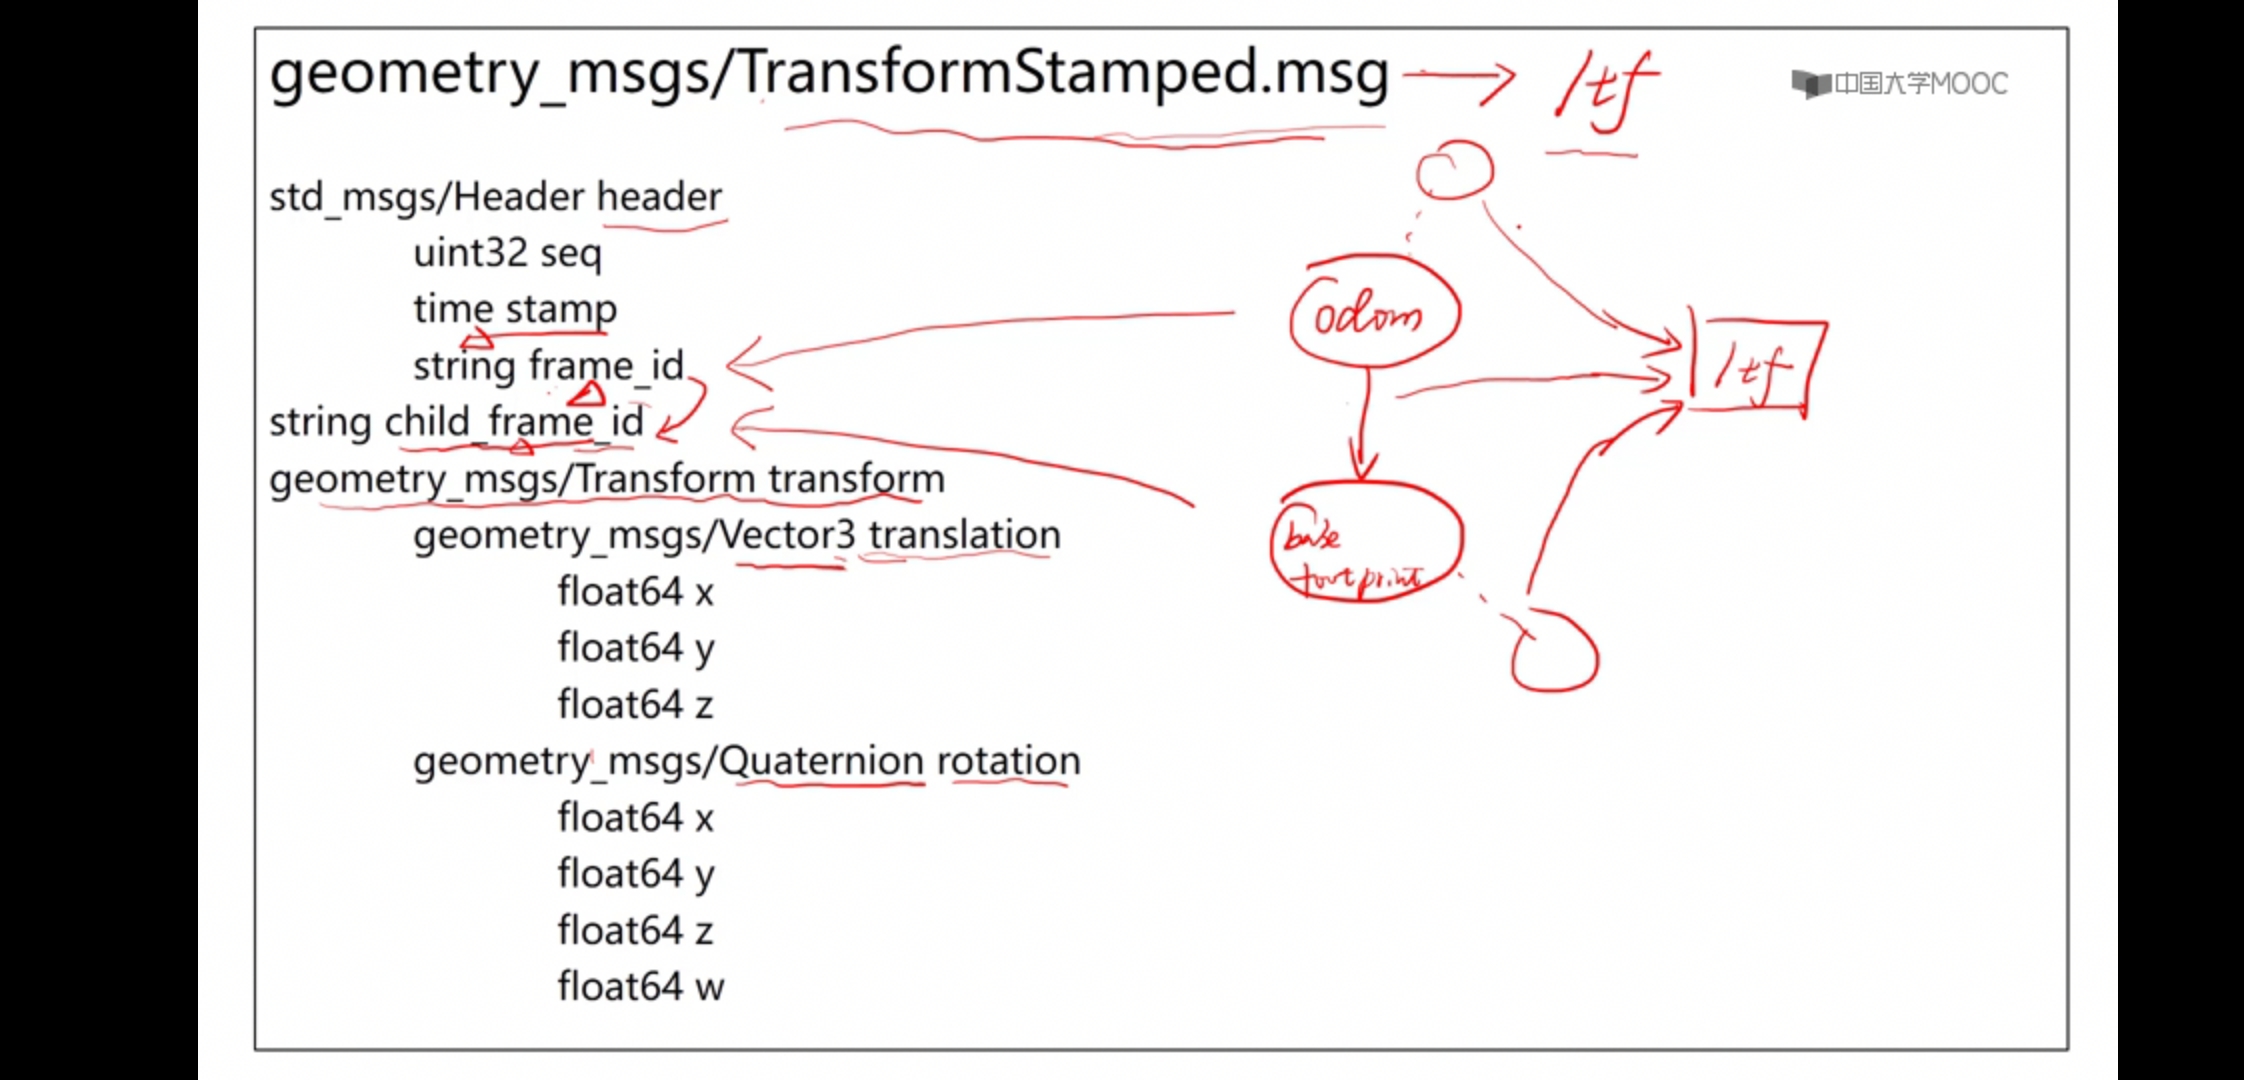 geometry_msgs/TransformStamped.msg
/tf
中国大学MOOC
std_msgs/Header header
uint32 seq
time stamp
string frame_id
string child_frame_id
geometry_msgs/Transform transform
geometry_msgs/Vector3 translation
float64 x
float64 y
float64 z
geometry_msgs/Quaternion rotation
float64 x
float64 y
float64 z
float64 w
odom
/tf
base
footprint